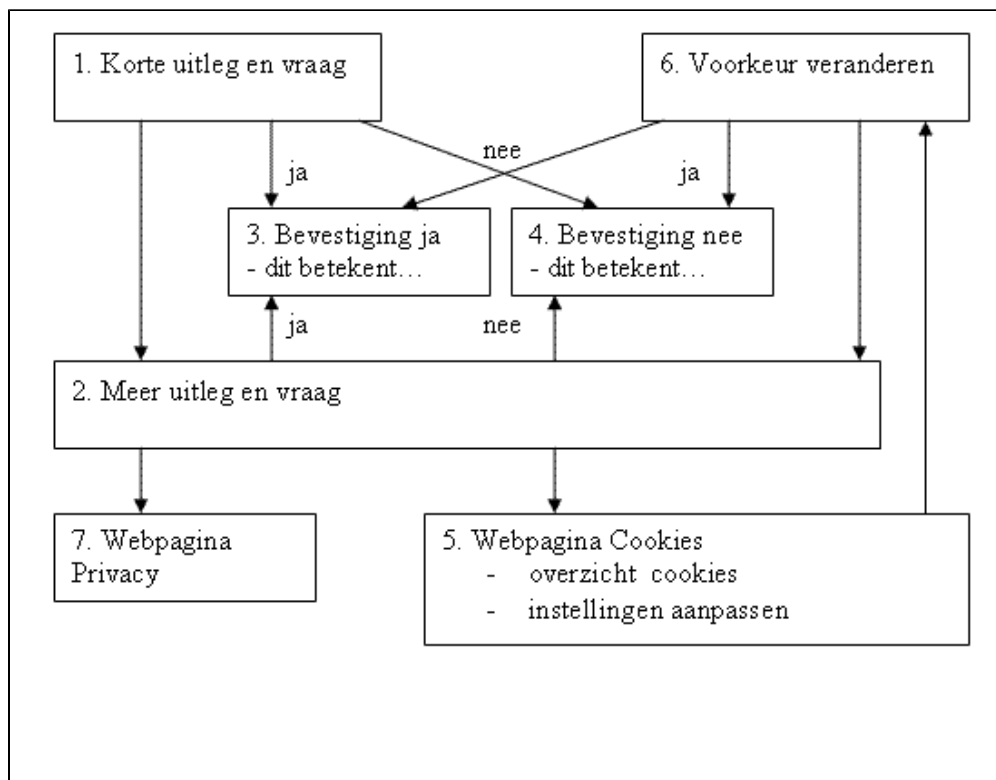 1. Korte uitleg en vraag
6. Voorkeur veranderen
nee
ja
ja
3. Bevestiging ja
- dit betekent...
4. Bevestiging nee
- dit betekent...
ja
nee
2. Meer uitleg en vraag
7. Webpagina
Privacy
5. Webpagina Cookies
- overzicht cookies
- instellingen aanpassen